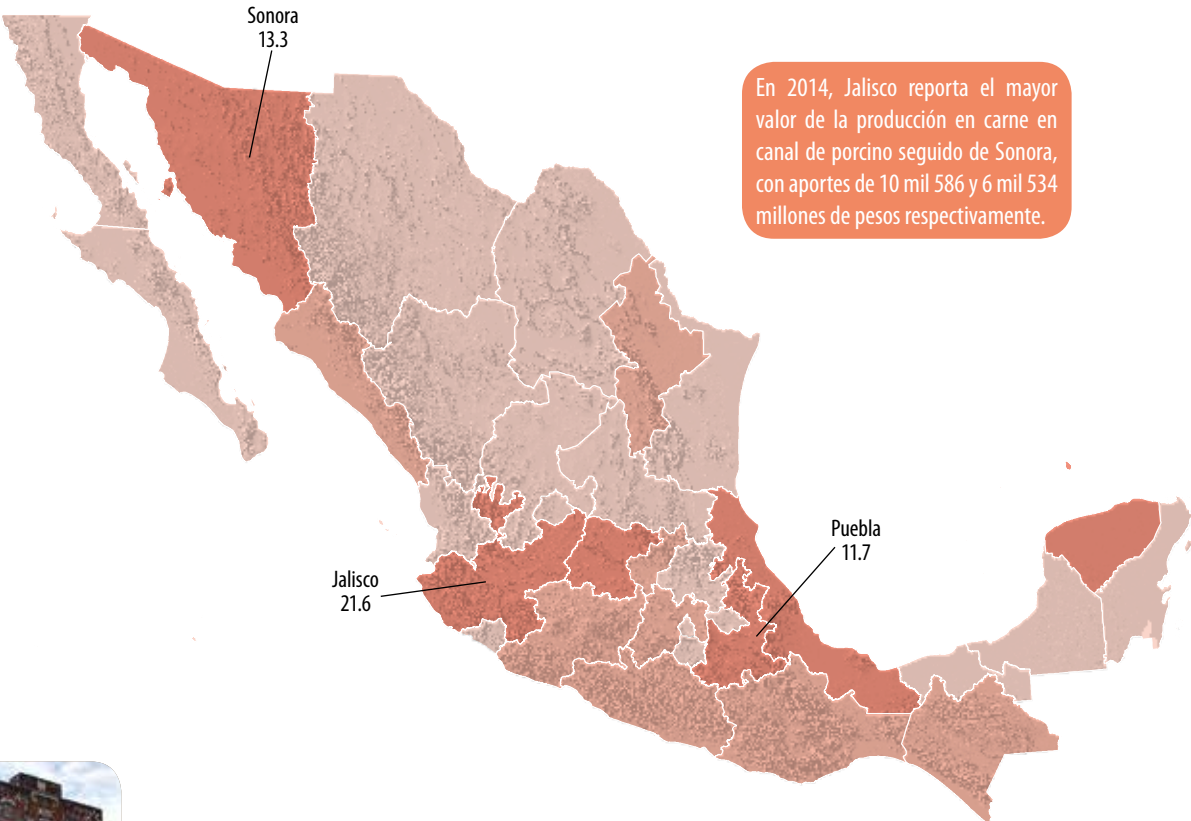 Sonora
13.3
En 2014, Jalisco reporta el mayor
valor de la producción en carne en
canal de porcino seguido de Sonora,
con aportes de 10 mil 586 y 6 mil 534
millones de pesos respectivamente.
Puebla
11.7
Jalisco
21.6